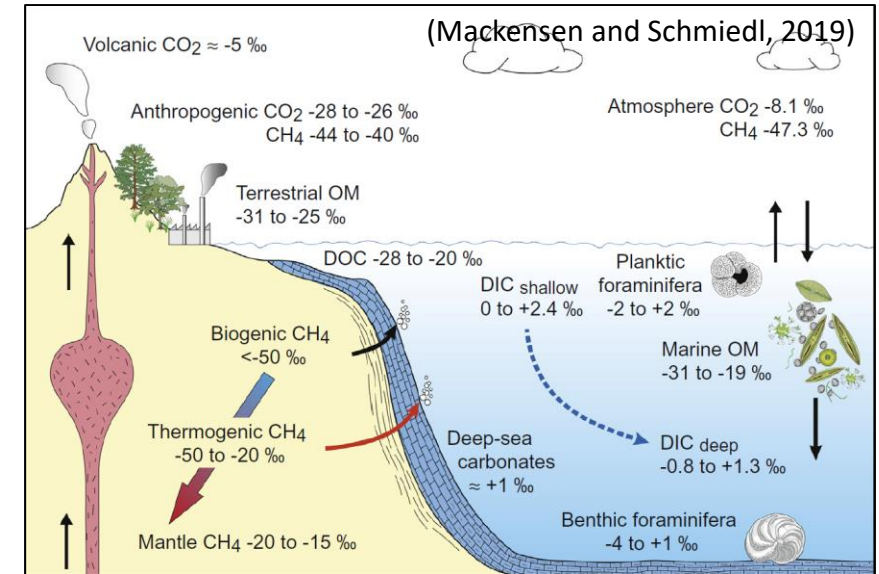 (Mackensen and Schmiedl, 2019)
Volcanic CO₂ ≈ -5 ‰
Anthropogenic CO₂ -28 to -26 ‰
CH₄ -44 to -40 ‰
Atmosphere CO₂ -8.1 ‰
CH₄ -47.3 ‰
Terrestrial OM
-31 to -25 ‰
DOC -28 to -20 ‰
DIC shallow
0 to +2.4 ‰
Planktic
foraminifera
-2 to +2 ‰
Biogenic CH₄
<-50 ‰
Marine OM
-31 to -19 ‰
Thermogenic CH₄
-50 to -20 ‰
Deep-sea
carbonates
≈ +1 ‰
DIC deep
-0.8 to +1.3 ‰
Mantle CH₄ -20 to -15 ‰
Benthic foraminifera
-4 to +1 ‰